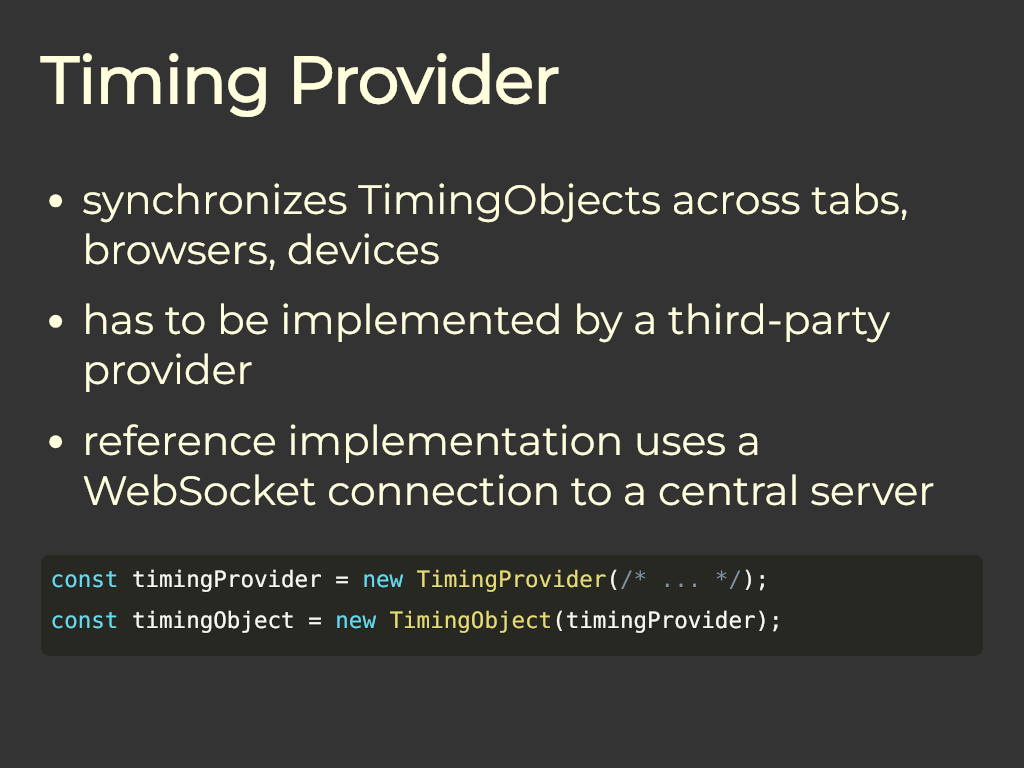 Timing Provider
• synchronizes TimingObjects across tabs,
browsers, devices
• has to be implemented by a third-party
provider
• reference implementation uses a
WebSocket connection to a central server
const timingProvider = new TimingProvider(/* ... */);
const timingObject = new TimingObject(timingProvider);